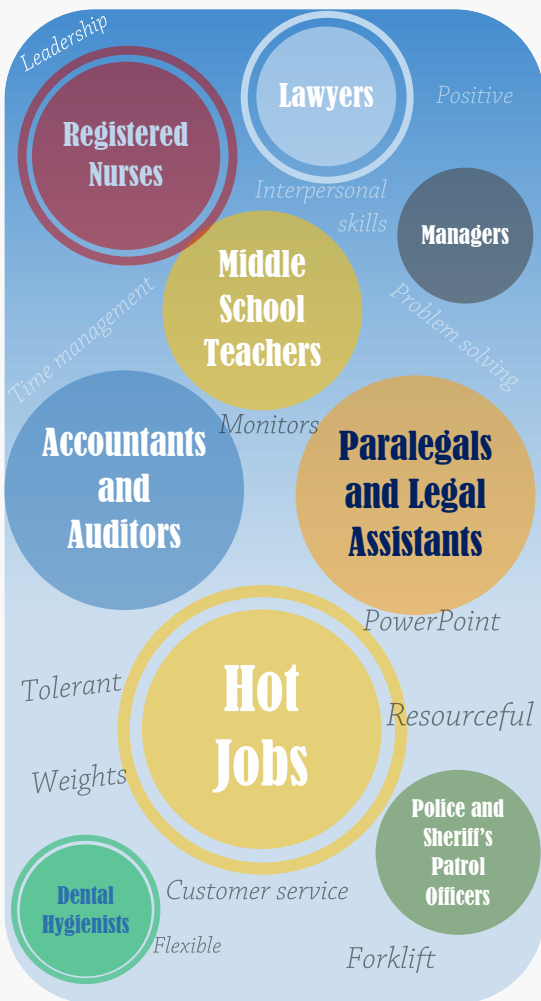 Leadership
Lawyers
Positive
Registered
Nurses
Interpersonal
skills
Managers
Middle
School
Teachers
Time management
Problem solving
Monitors
Accountants
and
Auditors
Paralegals
and Legal
Assistants
PowerPoint
Hot
Jobs
Tolerant
Resourceful
Weights
Police and
Sheriff's
Patrol
Officers
Dental
Hygienists
Customer service
Flexible
Forklift